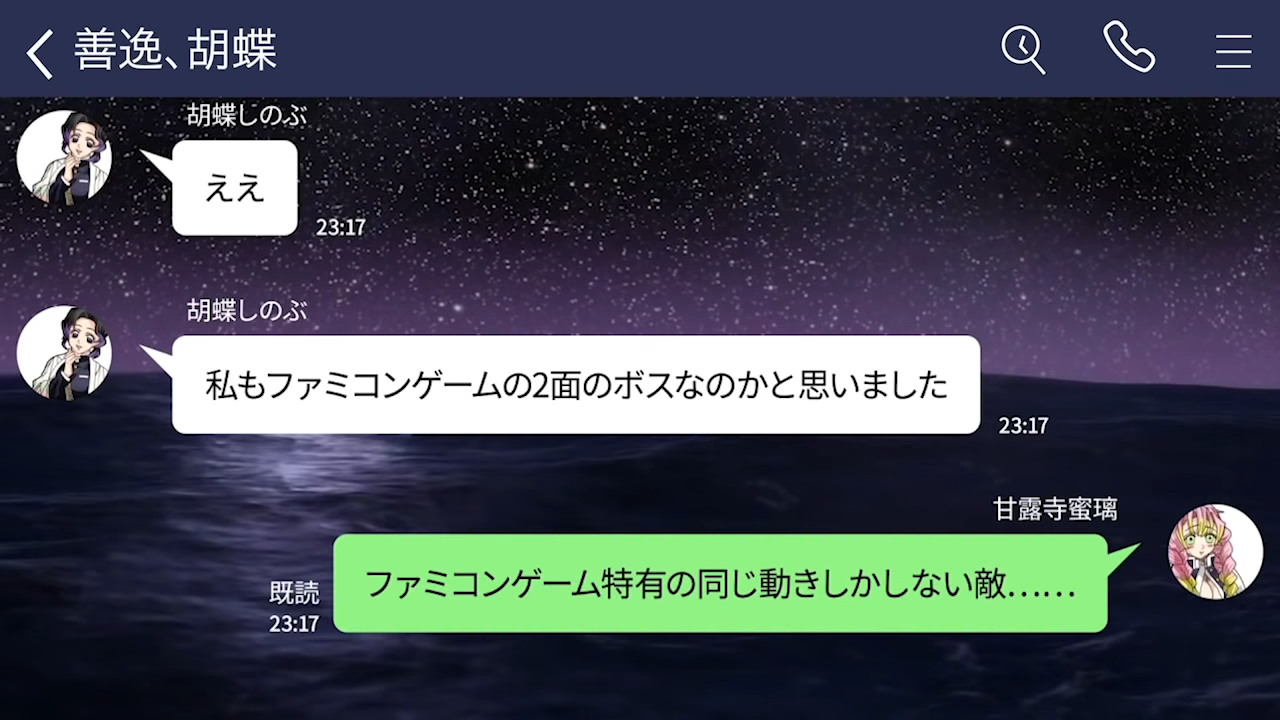 善逸、胡蝶
胡蝶しのぶ
ええ
23:17
胡蝶しのぶ
私もファミコンゲームの2面のボスなのかと思いました
23:17
甘露寺蜜璃
ファミコンゲーム特有の同じ動きしかしない敵……
既読
23:17